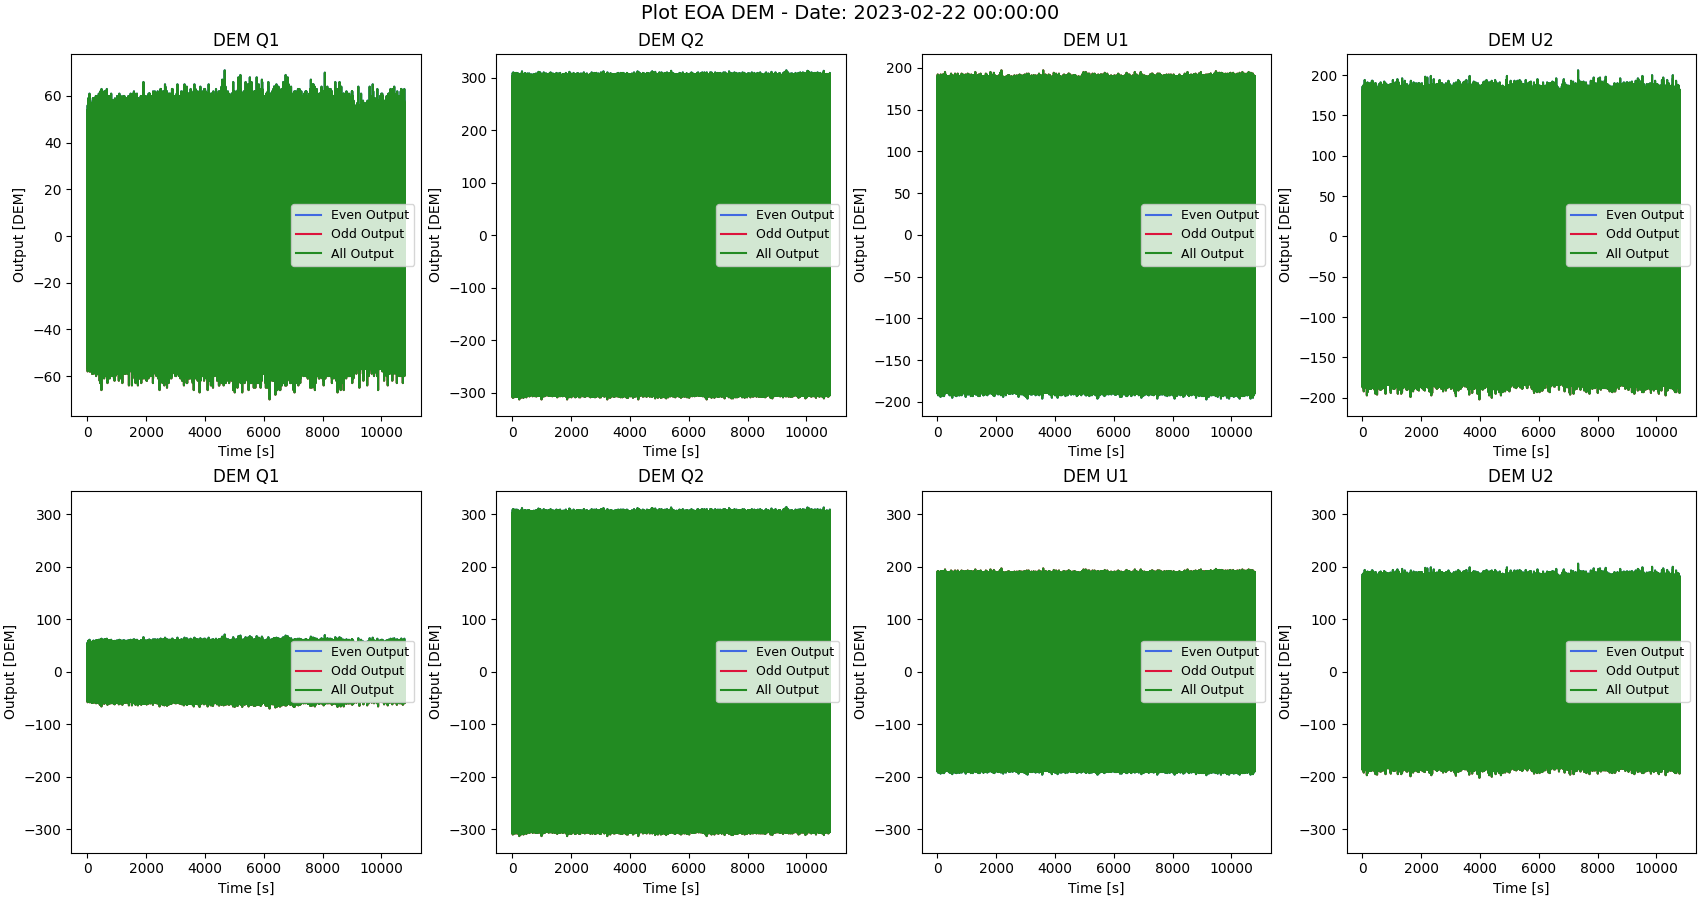 Plot EOA DEM - Date: 2023-02-22 00:00:00
DEM Q1
60
40
20
0
−20
−40
−60
Output [DEM]
0 2000 4000 6000 8000 10000
Time [s]
Even Output
Odd Output
All Output
DEM Q2
300
200
100
0
−100
−200
−300
Output [DEM]
0 2000 4000 6000 8000 10000
Time [s]
Even Output
Odd Output
All Output
DEM U1
200
150
100
50
0
−50
−100
−150
−200
Output [DEM]
0 2000 4000 6000 8000 10000
Time [s]
Even Output
Odd Output
All Output
DEM U2
200
150
100
50
0
−50
−100
−150
−200
Output [DEM]
0 2000 4000 6000 8000 10000
Time [s]
Even Output
Odd Output
All Output
DEM Q1
300
200
100
0
−100
−200
−300
Output [DEM]
0 2000 4000 6000 8000 10000
Time [s]
Even Output
Odd Output
All Output
DEM Q2
300
200
100
0
−100
−200
−300
Output [DEM]
0 2000 4000 6000 8000 10000
Time [s]
Even Output
Odd Output
All Output
DEM U1
300
200
100
0
−100
−200
−300
Output [DEM]
0 2000 4000 6000 8000 10000
Time [s]
Even Output
Odd Output
All Output
DEM U2
300
200
100
0
−100
−200
−300
Output [DEM]
0 2000 4000 6000 8000 10000
Time [s]
Even Output
Odd Output
All Output